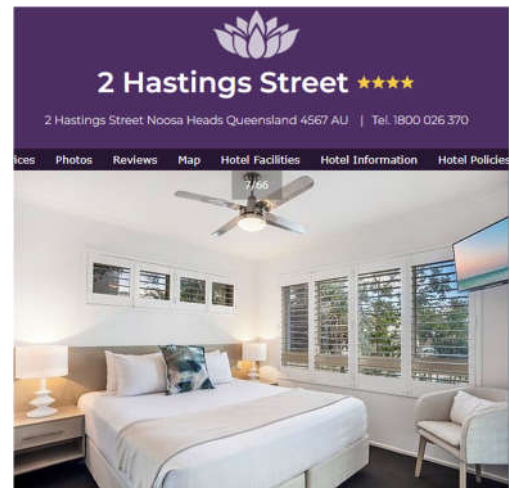 2 Hastings Street
2 Hastings Street Noosa Heads Queensland 4567 AU | Tel. 1800 026 370
Photos Reviews Map Hotel Facilities Hotel Information Hotel Policies
7/66